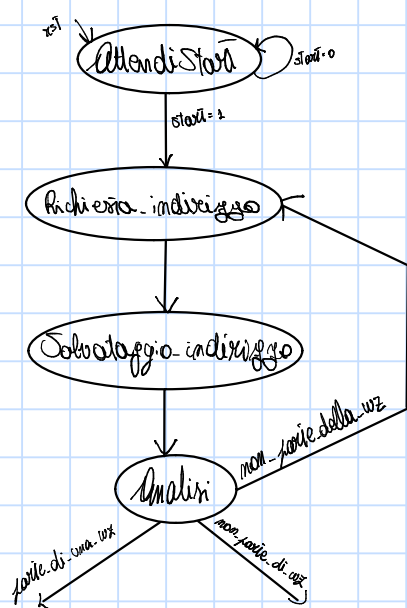 rst
AttendiStart
start=0
start=1
Richiesta_indirizzo
Salvataggio_indirizzo
Analisi
non_parte_della_wz
parte_di_una_wz
non_parte_di_wz